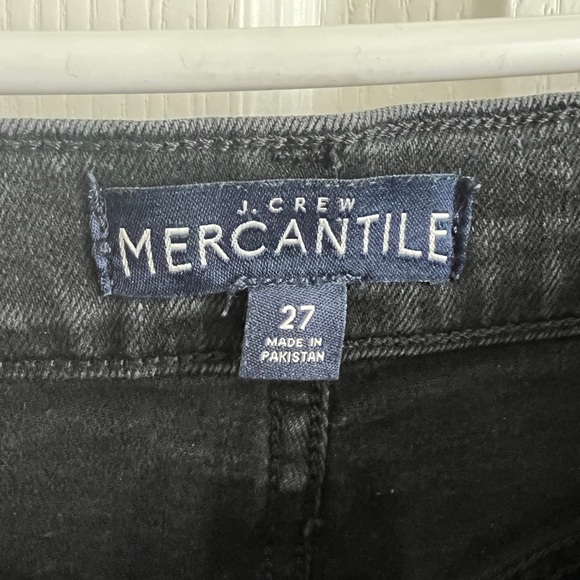 J. CREW
MERCANTILE
27
MADE IN
PAKISTAN